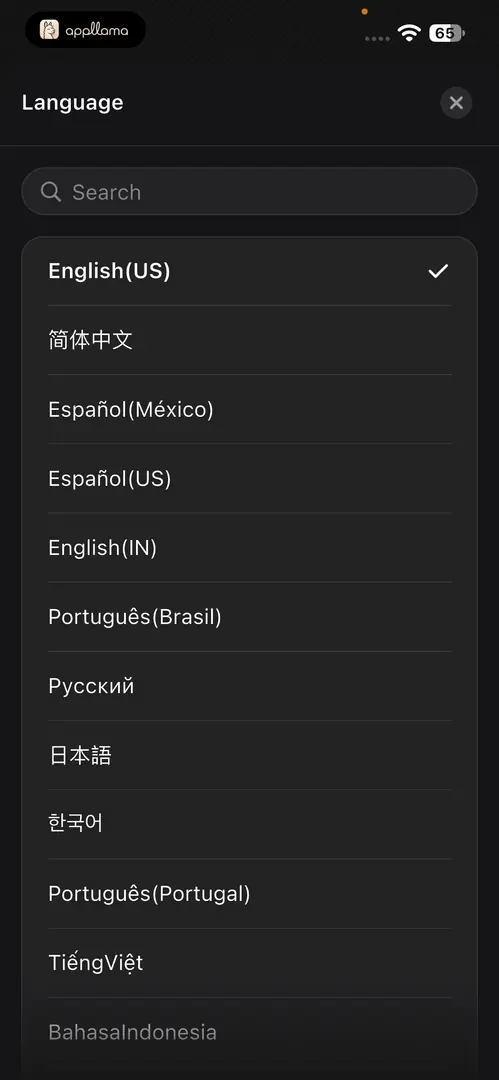 appllama
65
Language
Search
English(US)
简体中文
Español(México)
Español(US)
English(IN)
Português(Brasil)
Русский
日本語
한국어
Português(Portugal)
TiếngViệt
BahasaIndonesia